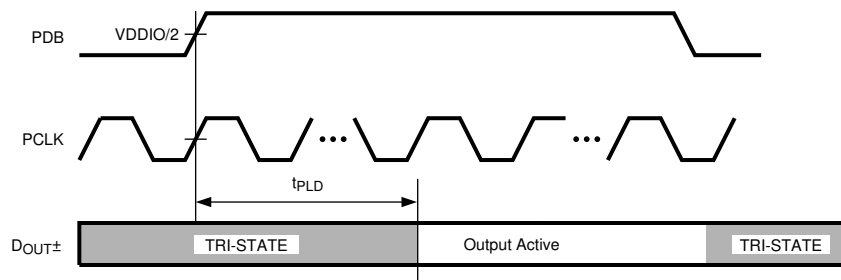 PDB
VDDIO/2
PCLK
tPLD
DOUT±
TRI-STATE
Output Active
TRI-STATE